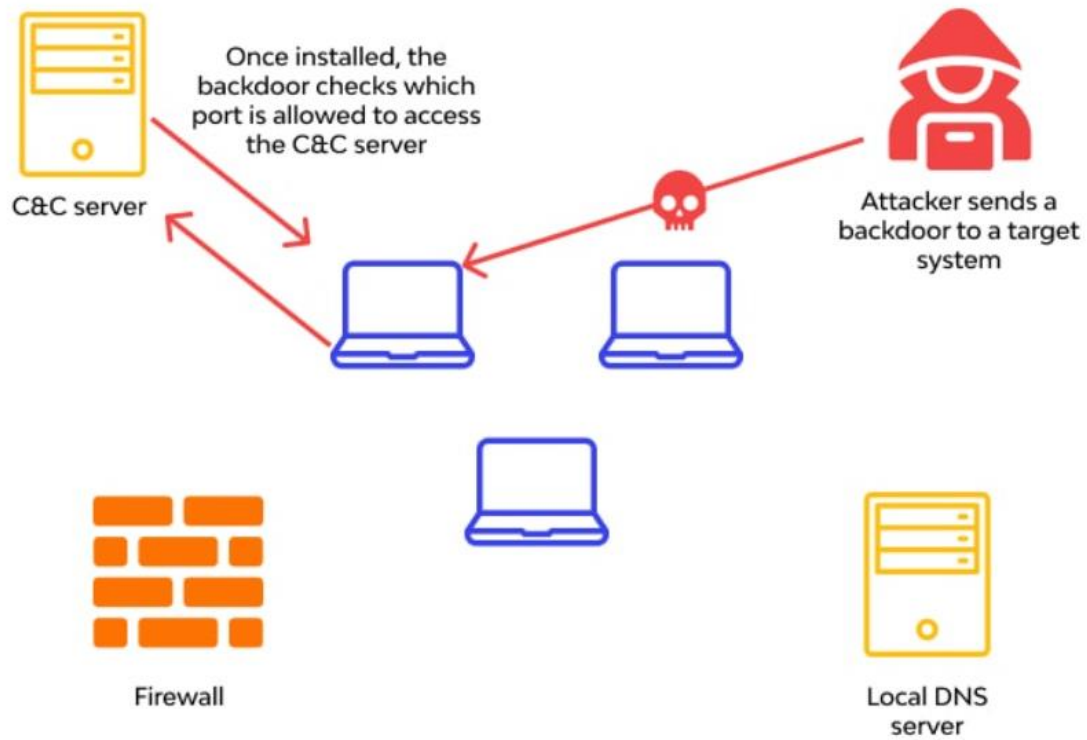 Once installed, the
backdoor checks which
port is allowed to access
the C&C server
C&C server
Attacker sends a
backdoor to a target
system
Firewall
Local DNS
server